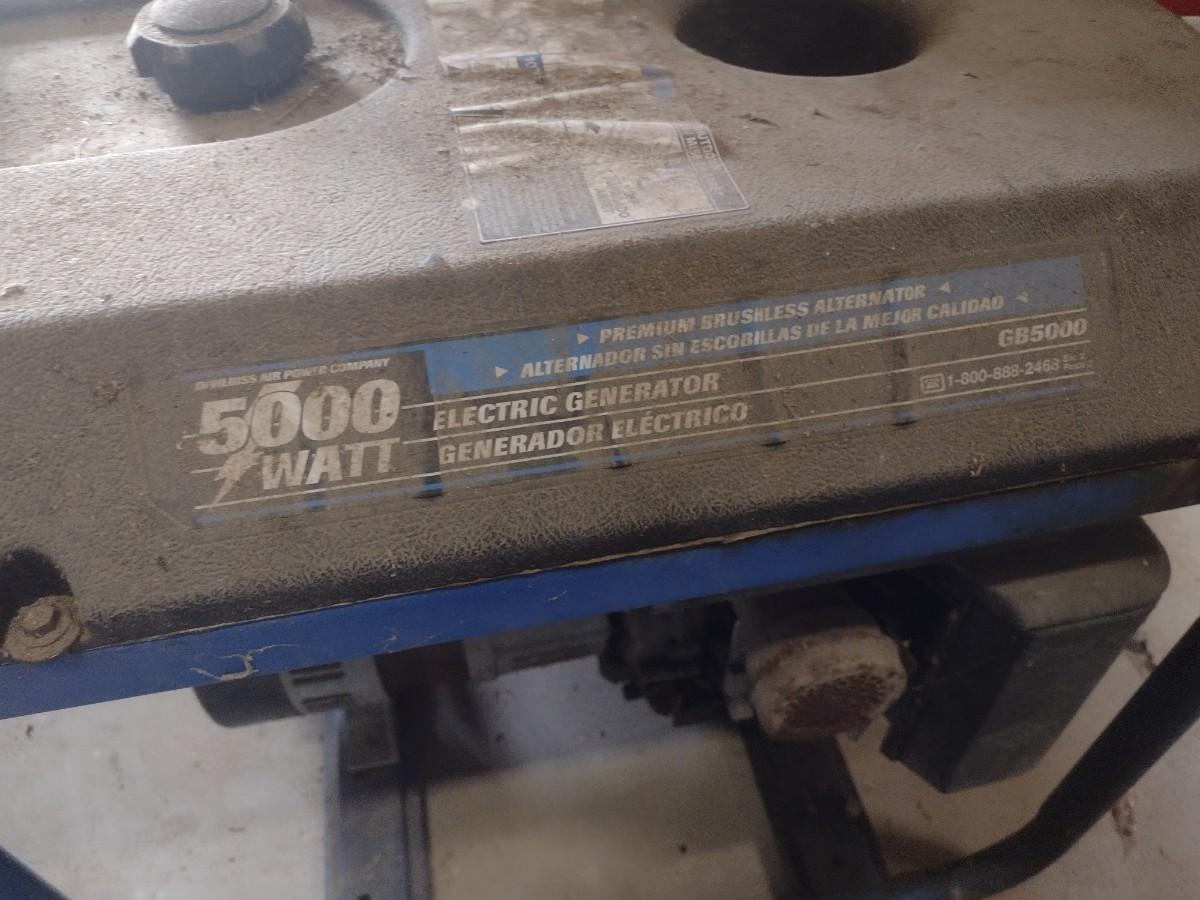 DEVILBISS AIR POWER COMPANY
5000
WATT
PREMIUM BRUSHLESS ALTERNATOR
ALTERNADOR SIN ESCOBILLAS DE LA MEJOR CALIDAD
ELECTRIC GENERATOR
GENERADOR ELÉCTRICO
GB5000
1-800-888-2468